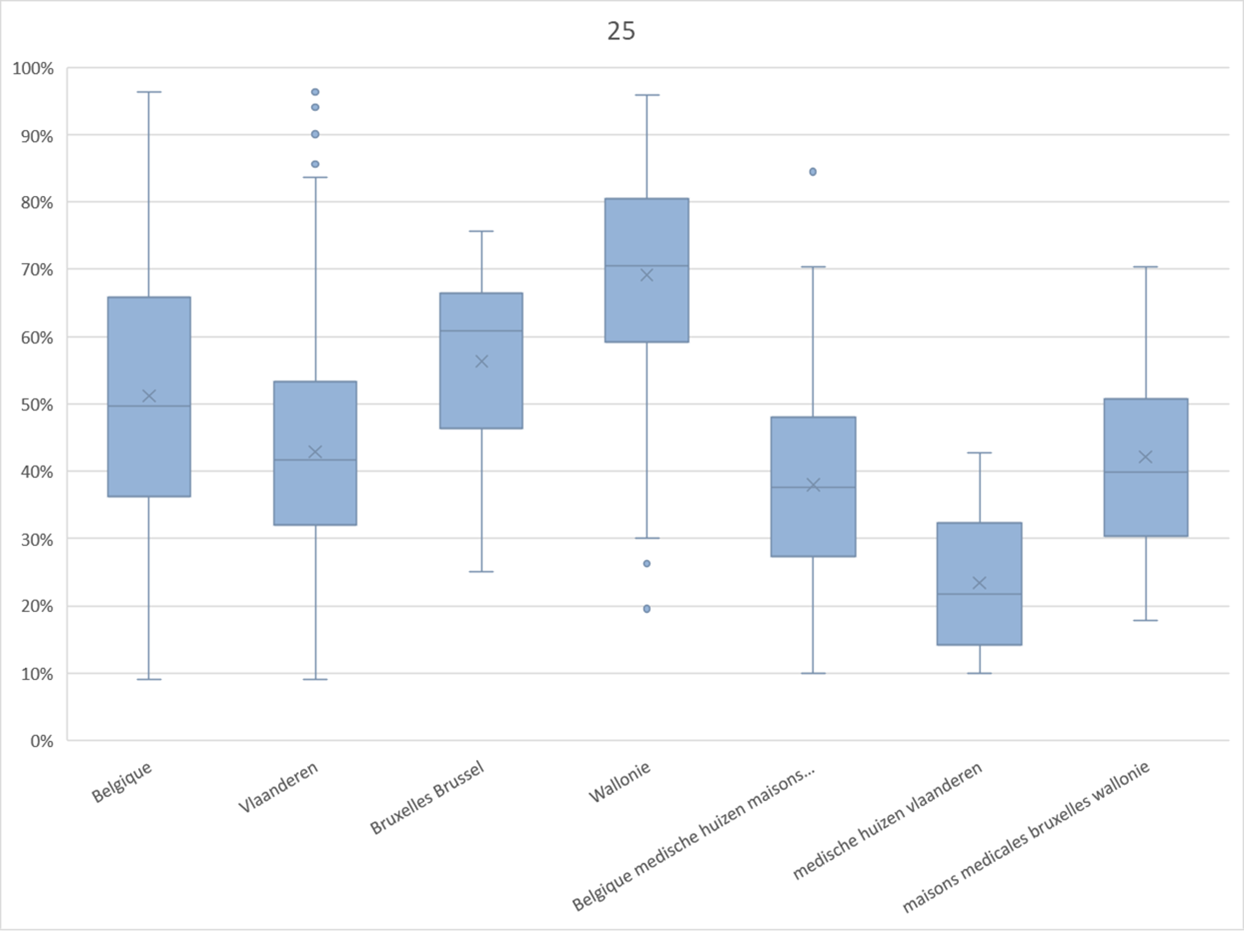 25
100%
90%
80%
70%
60%
50%
40%
30%
20%
10%
0%
Belgique
Vlaanderen
Bruxelles Brussel
Wallonie
Belgique medische huizen maisons...
medische huizen vlaanderen
maisons medicales bruxelles wallonie